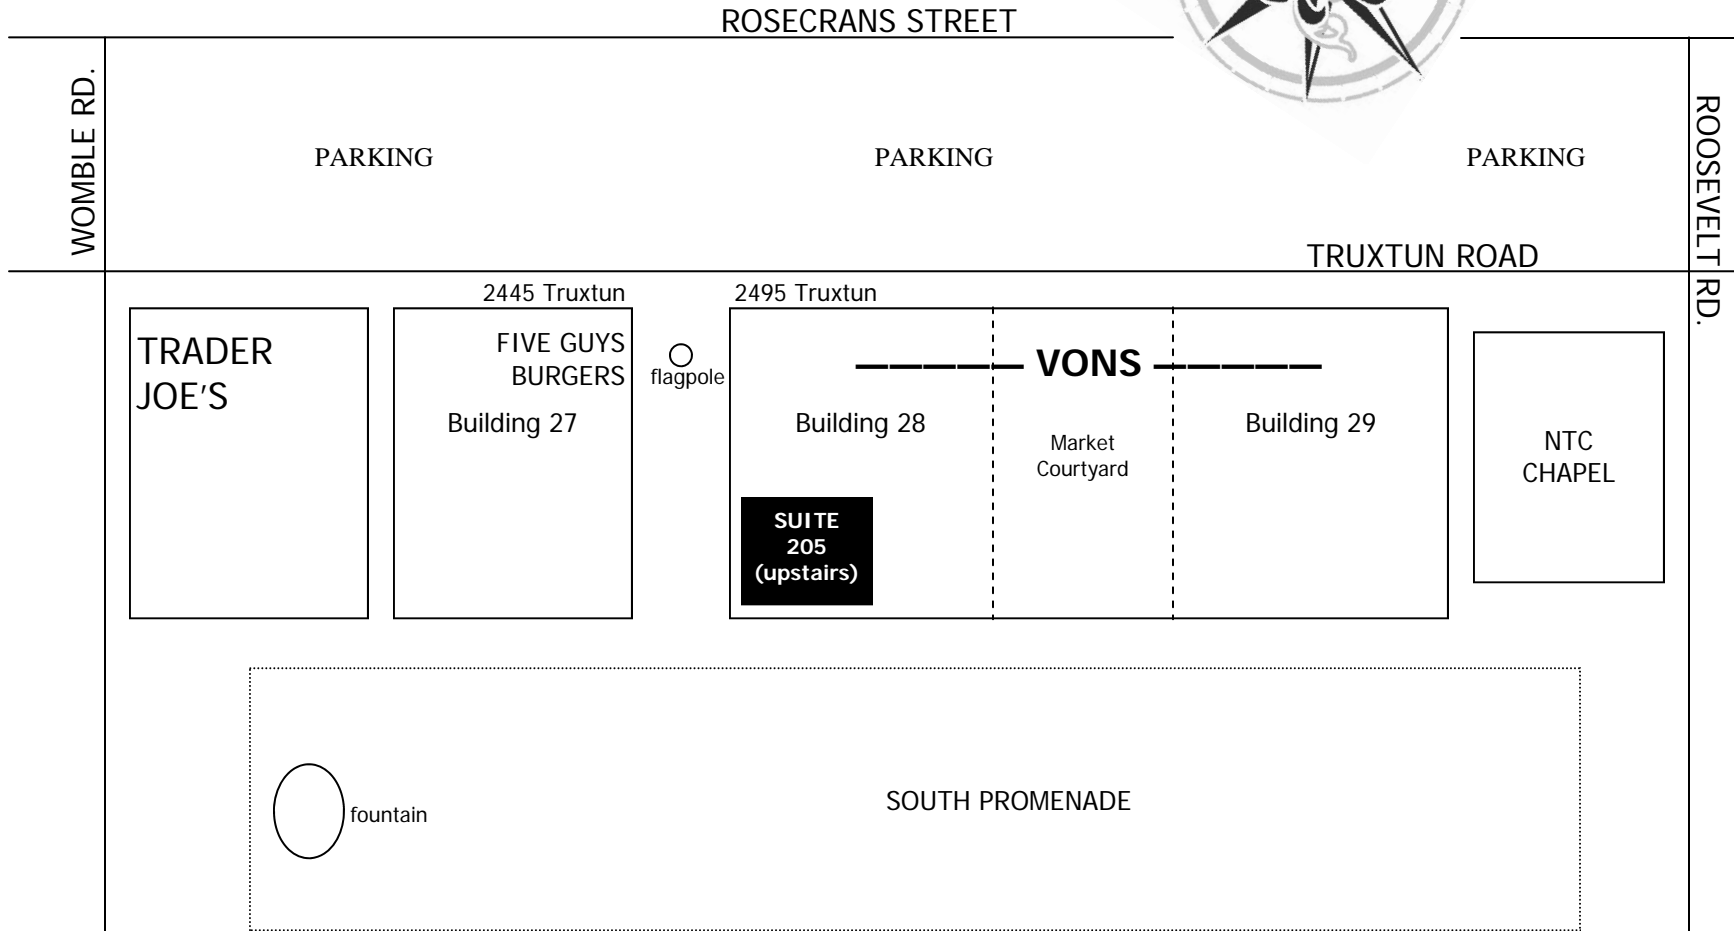 ROSECRANS STREET
WOMBLE RD.
PARKING
PARKING
PARKING
ROOSEVELT RD.
TRUXTUN ROAD
2445 Truxtun
2495 Truxtun
TRADER
JOE'S
FIVE GUYS
BURGERS
Building 27
flagpole
VONS
Building 28
Market
Courtyard
Building 29
NTC
CHAPEL
SUITE
205
(upstairs)
fountain
SOUTH PROMENADE